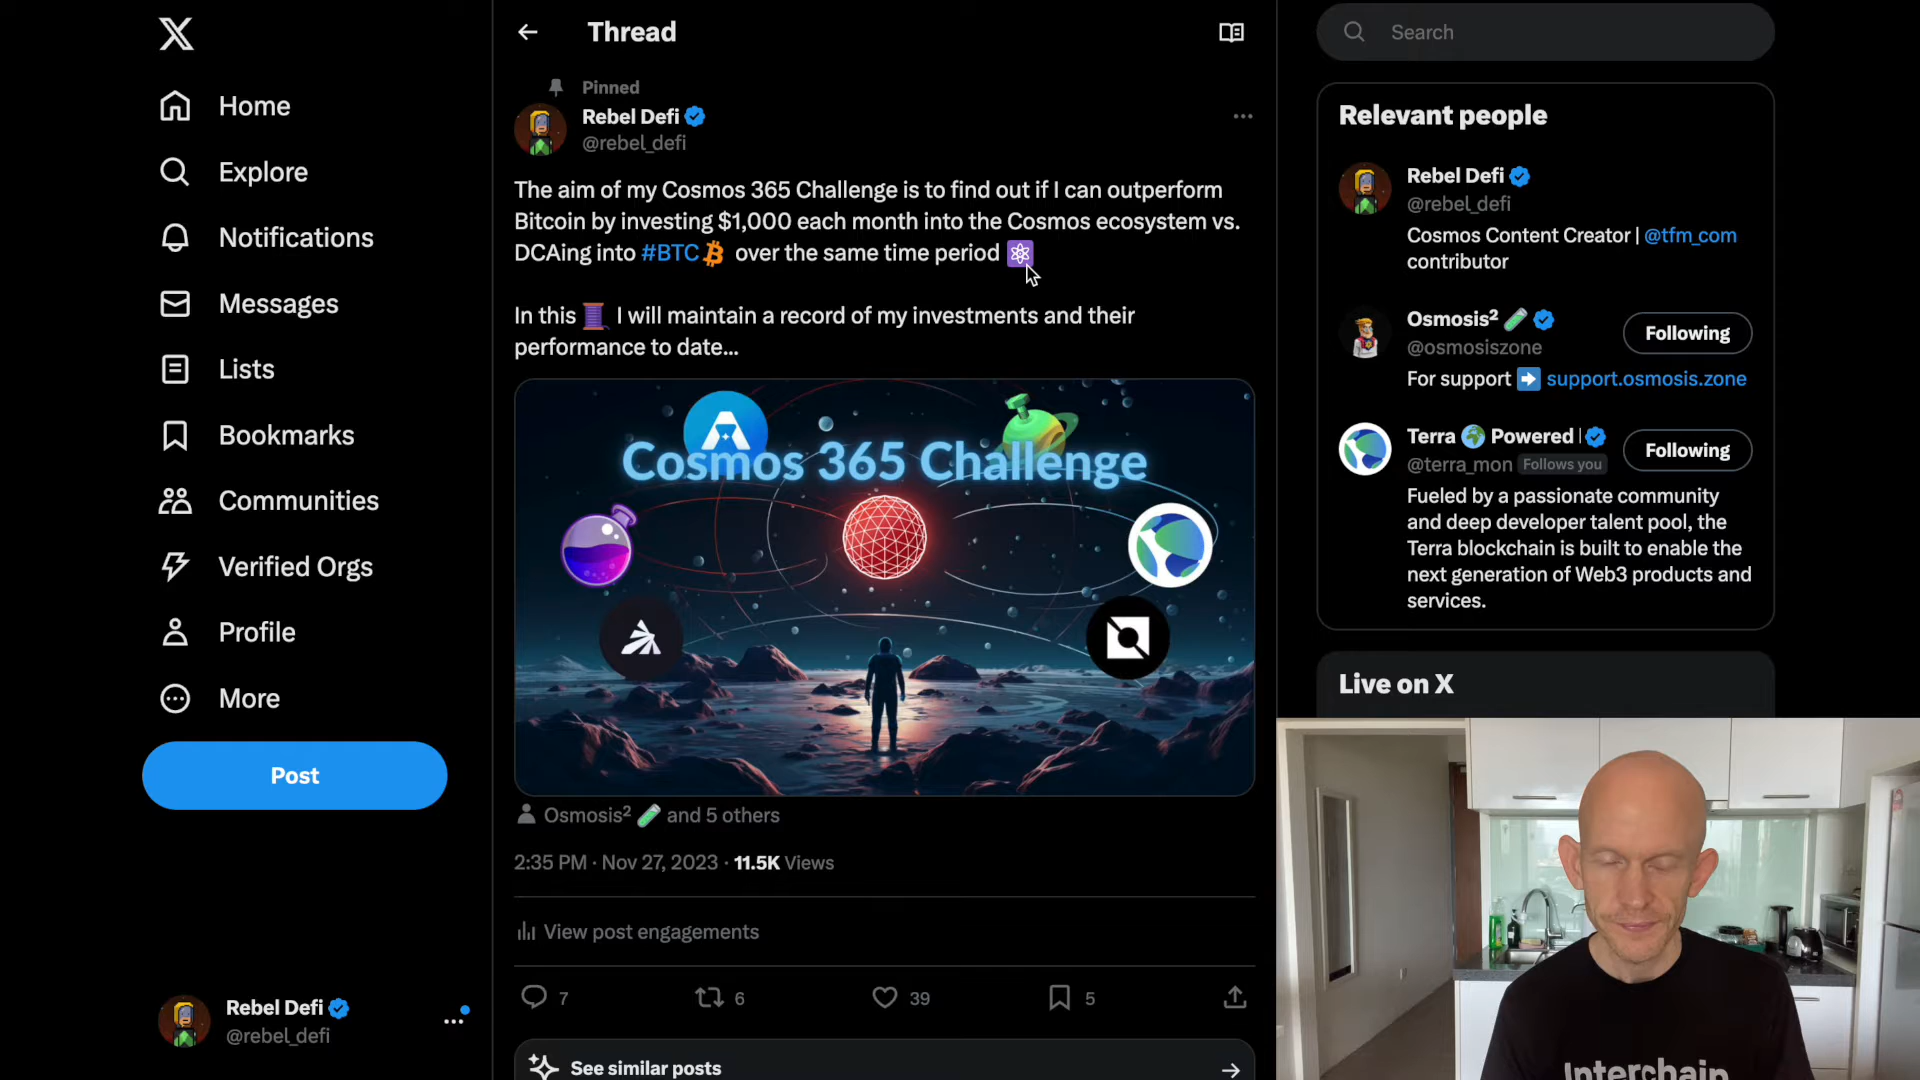 Home
Explore
Notifications
Messages
Lists
Bookmarks
Communities
Verified Orgs
Profile
More
Post
Rebel Defi
@rebel_defi
Thread
Pinned
Rebel Defi
@rebel_defi
The aim of my Cosmos 365 Challenge is to find out if I can outperform
Bitcoin by investing $1,000 each month into the Cosmos ecosystem vs.
DCAing into #BTC over the same time period
In this 🧵 I will maintain a record of my investments and their
performance to date...
Cosmos 365 Challenge
Osmosis² and 5 others
2:35 PM · Nov 27, 2023 · 11.5K Views
View post engagements
7
6
39
5
See similar posts
Search
Relevant people
Rebel Defi
@rebel_defi
Cosmos Content Creator | @tfm_com
contributor
Osmosis²
Following
@osmosiszone
For support ➡ support.osmosis.zone
Terra Powered |
Following
@terra_mon Follows you
Fueled by a passionate community
and deep developer talent pool, the
Terra blockchain is built to enable the
next generation of Web3 products and
services.
Live on X
Interchain